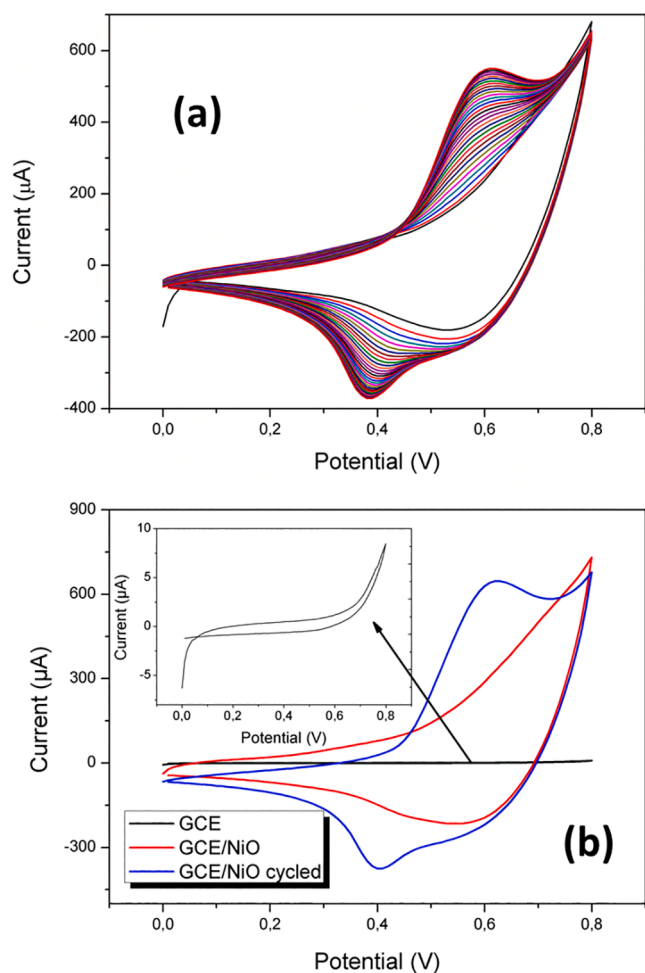 600
400
200
0
-200
-400
(a)
Current (µA)
0,0 0,2 0,4 0,6 0,8
Potential (V)
900
600
300
0
-300
Current (µA)
10
5
0
-5
Current (µA)
0,0 0,2 0,4 0,6 0,8
Potential (V)
GCE
GCE/NiO
GCE/NiO cycled
(b)
0,0 0,2 0,4 0,6 0,8
Potential (V)